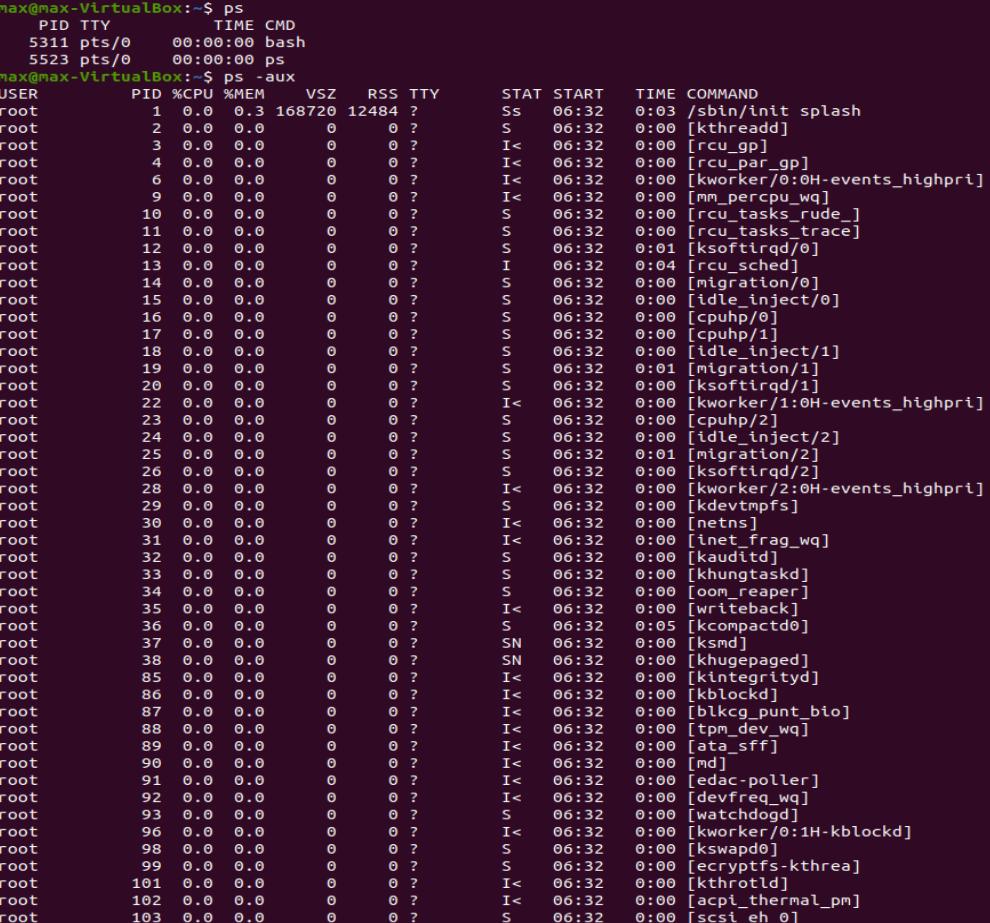 max@max-VirtualBox:~$ ps
    PID TTY          TIME CMD
   5311 pts/0    00:00:00 bash
   5523 pts/0    00:00:00 ps
max@max-VirtualBox:~$ ps -aux
USER         PID %CPU %MEM    VSZ   RSS TTY      STAT START   TIME COMMAND
root           1  0.0  0.3 168720 12484 ?        Ss   06:32   0:03 /sbin/init splash
root           2  0.0  0.0      0     0 ?        S    06:32   0:00 [kthreadd]
root           3  0.0  0.0      0     0 ?        I<   06:32   0:00 [rcu_gp]
root           4  0.0  0.0      0     0 ?        I<   06:32   0:00 [rcu_par_gp]
root           6  0.0  0.0      0     0 ?        I<   06:32   0:00 [kworker/0:0H-events_highpri]
root           9  0.0  0.0      0     0 ?        I<   06:32   0:00 [mm_percpu_wq]
root          10  0.0  0.0      0     0 ?        S    06:32   0:00 [rcu_tasks_rude_]
root          11  0.0  0.0      0     0 ?        S    06:32   0:00 [rcu_tasks_trace]
root          12  0.0  0.0      0     0 ?        S    06:32   0:01 [ksoftirqd/0]
root          13  0.0  0.0      0     0 ?        I    06:32   0:04 [rcu_sched]
root          14  0.0  0.0      0     0 ?        S    06:32   0:00 [migration/0]
root          15  0.0  0.0      0     0 ?        S    06:32   0:00 [idle_inject/0]
root          16  0.0  0.0      0     0 ?        S    06:32   0:00 [cpuhp/0]
root          17  0.0  0.0      0     0 ?        S    06:32   0:00 [cpuhp/1]
root          18  0.0  0.0      0     0 ?        S    06:32   0:00 [idle_inject/1]
root          19  0.0  0.0      0     0 ?        S    06:32   0:01 [migration/1]
root          20  0.0  0.0      0     0 ?        S    06:32   0:00 [ksoftirqd/1]
root          22  0.0  0.0      0     0 ?        I<   06:32   0:00 [kworker/1:0H-events_highpri]
root          23  0.0  0.0      0     0 ?        S    06:32   0:00 [cpuhp/2]
root          24  0.0  0.0      0     0 ?        S    06:32   0:00 [idle_inject/2]
root          25  0.0  0.0      0     0 ?        S    06:32   0:01 [migration/2]
root          26  0.0  0.0      0     0 ?        S    06:32   0:00 [ksoftirqd/2]
root          28  0.0  0.0      0     0 ?        I<   06:32   0:00 [kworker/2:0H-events_highpri]
root          29  0.0  0.0      0     0 ?        S    06:32   0:00 [kdevtmpfs]
root          30  0.0  0.0      0     0 ?        I<   06:32   0:00 [netns]
root          31  0.0  0.0      0     0 ?        I<   06:32   0:00 [inet_frag_wq]
root          32  0.0  0.0      0     0 ?        S    06:32   0:00 [kauditd]
root          33  0.0  0.0      0     0 ?        S    06:32   0:00 [khungtaskd]
root          34  0.0  0.0      0     0 ?        S    06:32   0:00 [oom_reaper]
root          35  0.0  0.0      0     0 ?        I<   06:32   0:00 [writeback]
root          36  0.0  0.0      0     0 ?        S    06:32   0:05 [kcompactd0]
root          37  0.0  0.0      0     0 ?        SN   06:32   0:00 [ksmd]
root          38  0.0  0.0      0     0 ?        SN   06:32   0:00 [khugepaged]
root          85  0.0  0.0      0     0 ?        I<   06:32   0:00 [kintegrityd]
root          86  0.0  0.0      0     0 ?        I<   06:32   0:00 [kblockd]
root          87  0.0  0.0      0     0 ?        I<   06:32   0:00 [blkcg_punt_bio]
root          88  0.0  0.0      0     0 ?        I<   06:32   0:00 [tpm_dev_wq]
root          89  0.0  0.0      0     0 ?        I<   06:32   0:00 [ata_sff]
root          90  0.0  0.0      0     0 ?        I<   06:32   0:00 [md]
root          91  0.0  0.0      0     0 ?        I<   06:32   0:00 [edac-poller]
root          92  0.0  0.0      0     0 ?        I<   06:32   0:00 [devfreq_wq]
root          93  0.0  0.0      0     0 ?        S    06:32   0:00 [watchdogd]
root          96  0.0  0.0      0     0 ?        I<   06:32   0:00 [kworker/0:1H-kblockd]
root          98  0.0  0.0      0     0 ?        S    06:32   0:00 [kswapd0]
root          99  0.0  0.0      0     0 ?        S    06:32   0:00 [ecryptfs-kthrea]
root         101  0.0  0.0      0     0 ?        I<   06:32   0:00 [kthrotld]
root         102  0.0  0.0      0     0 ?        I<   06:32   0:00 [acpi_thermal_pm]
root         103  0.0  0.0      0     0 ?        S    06:32   0:00 [scsi_eh_0]